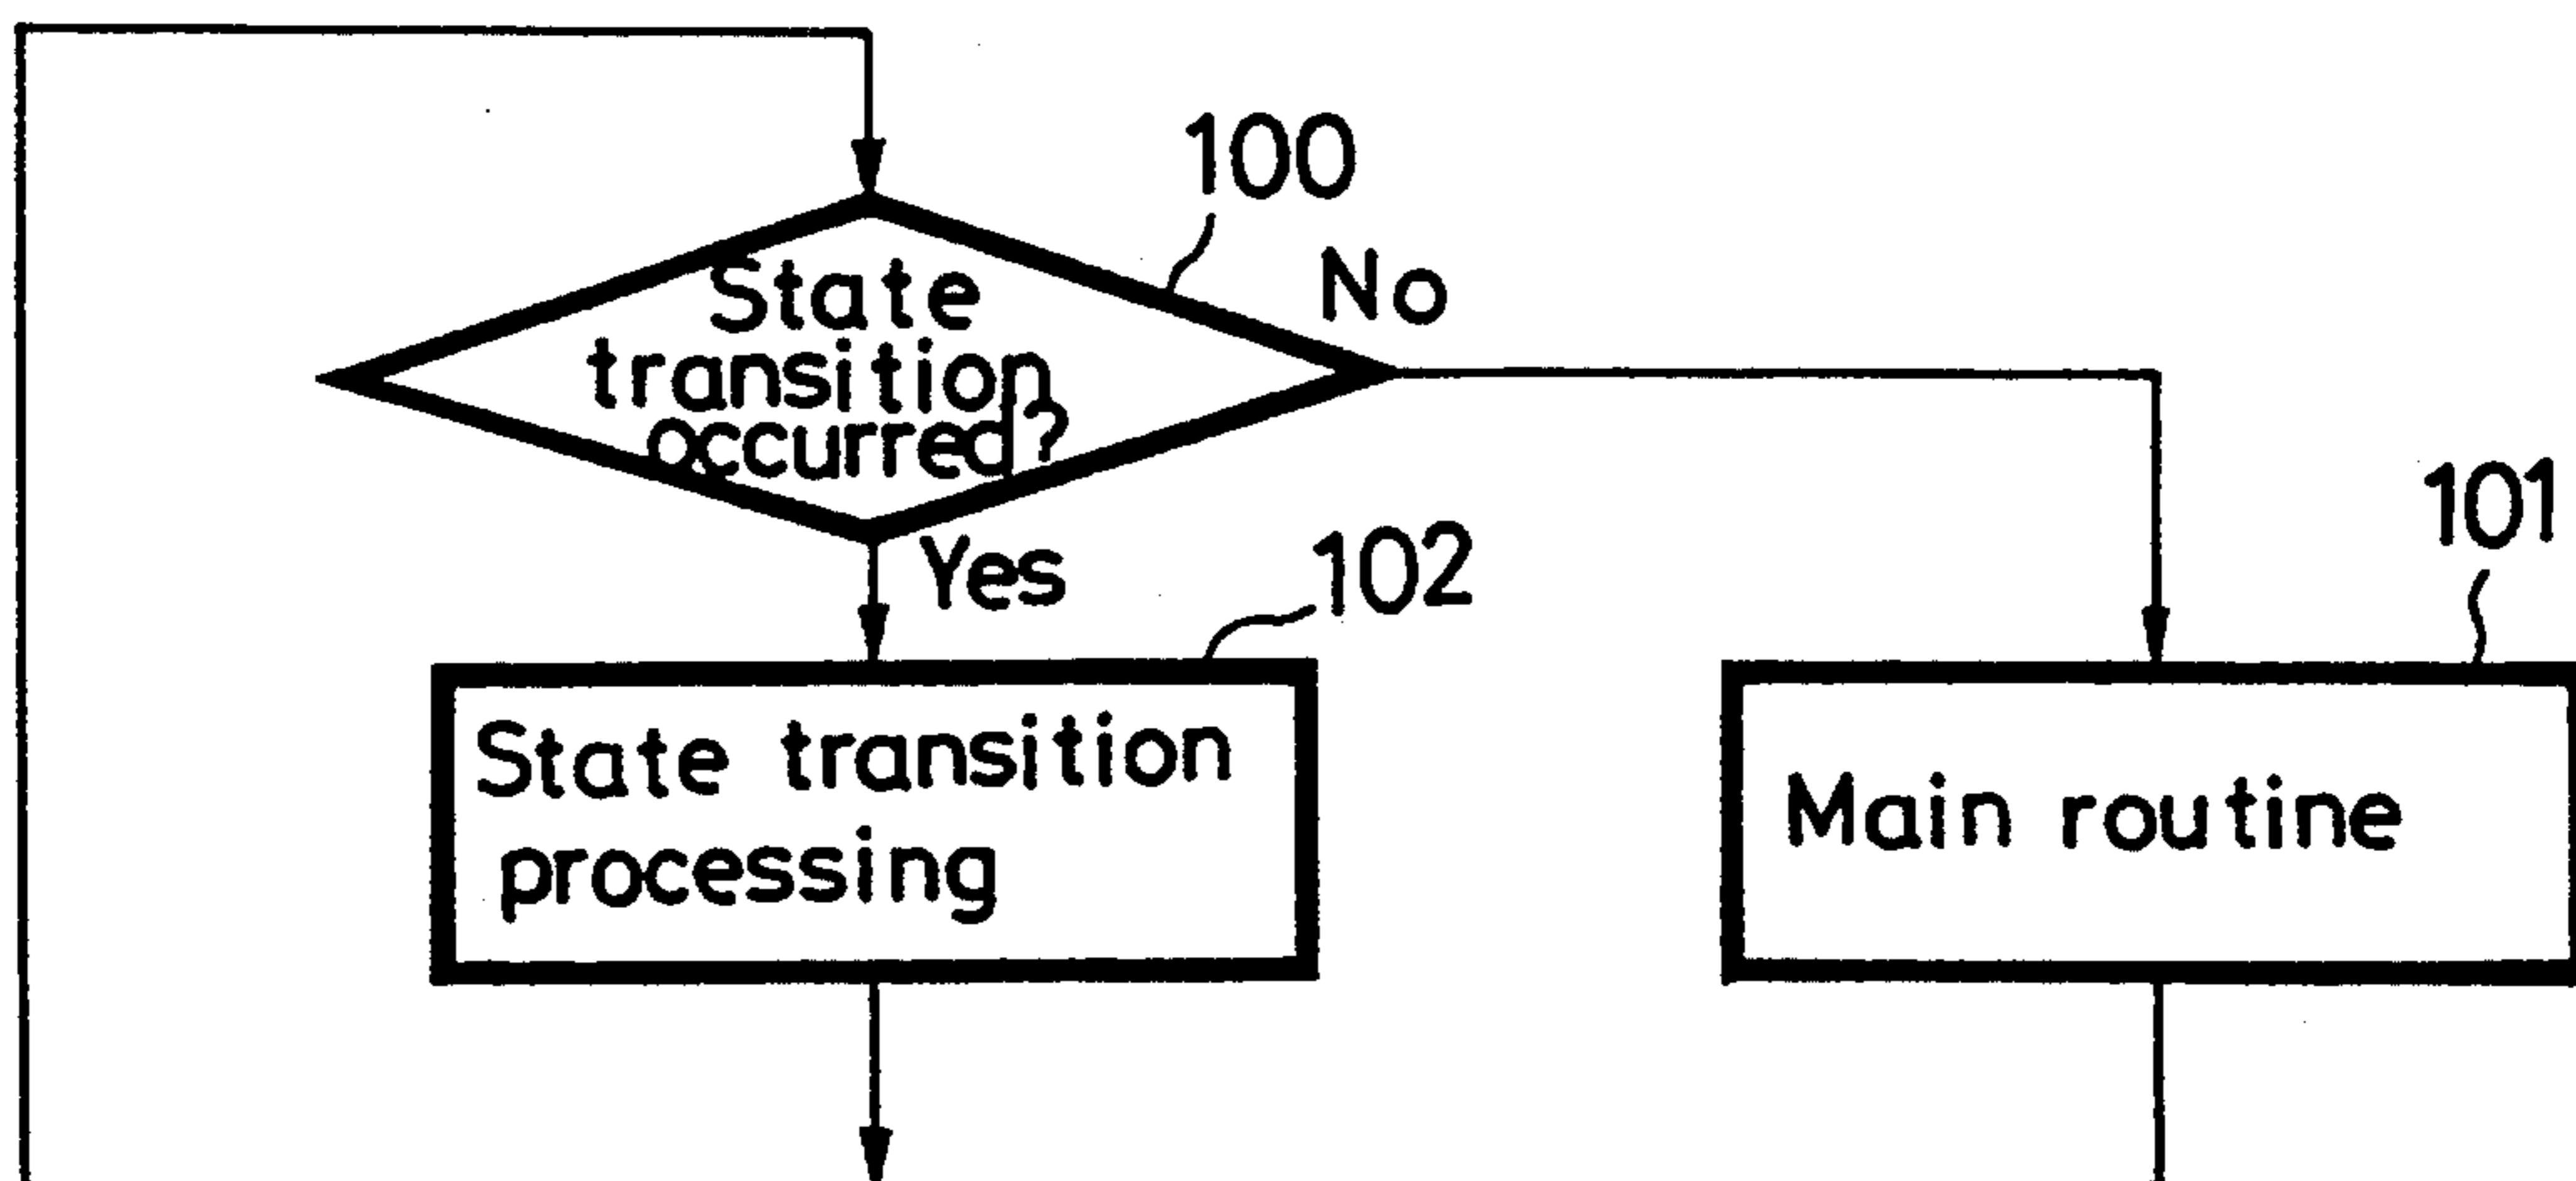 100
State
transition
occurred?
No
Yes
102
101
State transition
processing
Main routine